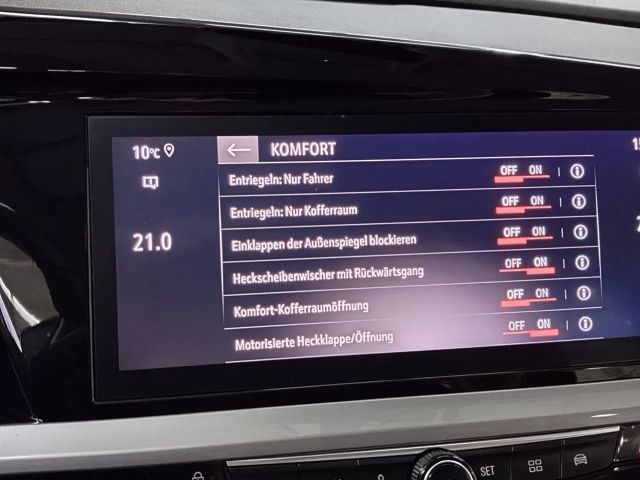 10°C
KOMFORT
Entriegeln: Nur Fahrer OFF ON
Entriegeln: Nur Kofferraum OFF ON
21.0
Einklappen der Außenspiegel blockieren OFF ON
Heckscheibenwischer mit Rückwärtsgang OFF ON
Komfort-Kofferraumöffnung OFF ON
Motorisierte Heckklappe/Öffnung OFF ON
SET